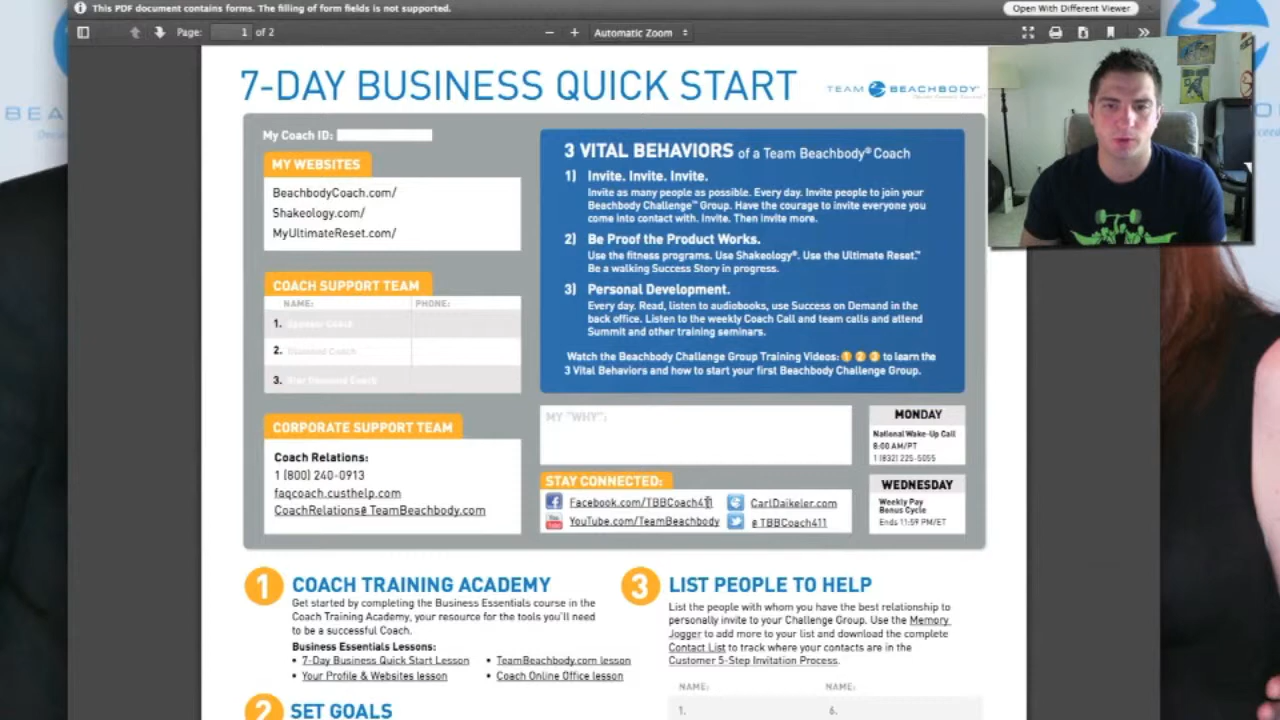 This PDF document contains forms. The filling of form fields is not supported.
Open With Different Viewer
Page: 1 of 2
Automatic Zoom
7-DAY BUSINESS QUICK START
TEAM BEACHBODY
My Coach ID:
MY WEBSITES
BeachbodyCoach.com/
Shakeology.com/
MyUltimateReset.com/
COACH SUPPORT TEAM
NAME: PHONE:
1. Sponsor Coach
2. Diamond Coach
3. Star Diamond Coach
CORPORATE SUPPORT TEAM
Coach Relations:
1 (800) 240-0913
faqcoach.custhelp.com
CoachRelations@TeamBeachbody.com
3 VITAL BEHAVIORS of a Team Beachbody® Coach
1) Invite. Invite. Invite.
Invite as many people as possible. Every day. Invite people to join your
Beachbody Challenge™ Group. Have the courage to invite everyone you
come into contact with. Invite. Then invite more.
2) Be Proof the Product Works.
Use the fitness programs. Use Shakeology®. Use the Ultimate Reset.™
Be a walking Success Story in progress.
3) Personal Development.
Every day. Read, listen to audiobooks, use Success on Demand in the
back office. Listen to the weekly Coach Call and team calls and attend
Summit and other training seminars.
Watch the Beachbody Challenge Group Training Videos: 1 2 3 to learn the
3 Vital Behaviors and how to start your first Beachbody Challenge Group.
MY "WHY":
STAY CONNECTED:
Facebook.com/TBBCoach411
CarlDaikeler.com
YouTube.com/TeamBeachbody
@TBBCoach411
MONDAY
National Wake-Up Call
8:00 AM/PT
1 (832) 225-5055
WEDNESDAY
Weekly Pay
Bonus Cycle
Ends 11:59 PM/ET
1 COACH TRAINING ACADEMY
Get started by completing the Business Essentials course in the
Coach Training Academy, your resource for the tools you'll need
to be a successful Coach.
Business Essentials Lessons:
• 7-Day Business Quick Start Lesson • TeamBeachbody.com lesson
• Your Profile & Websites lesson • Coach Online Office lesson
2 SET GOALS
3 LIST PEOPLE TO HELP
List the people with whom you have the best relationship to
personally invite to your Challenge Group. Use the Memory
Jogger to add more to your list and download the complete
Contact List to track where your contacts are in the
Customer 5-Step Invitation Process.
NAME: NAME:
1. 6.
BEA